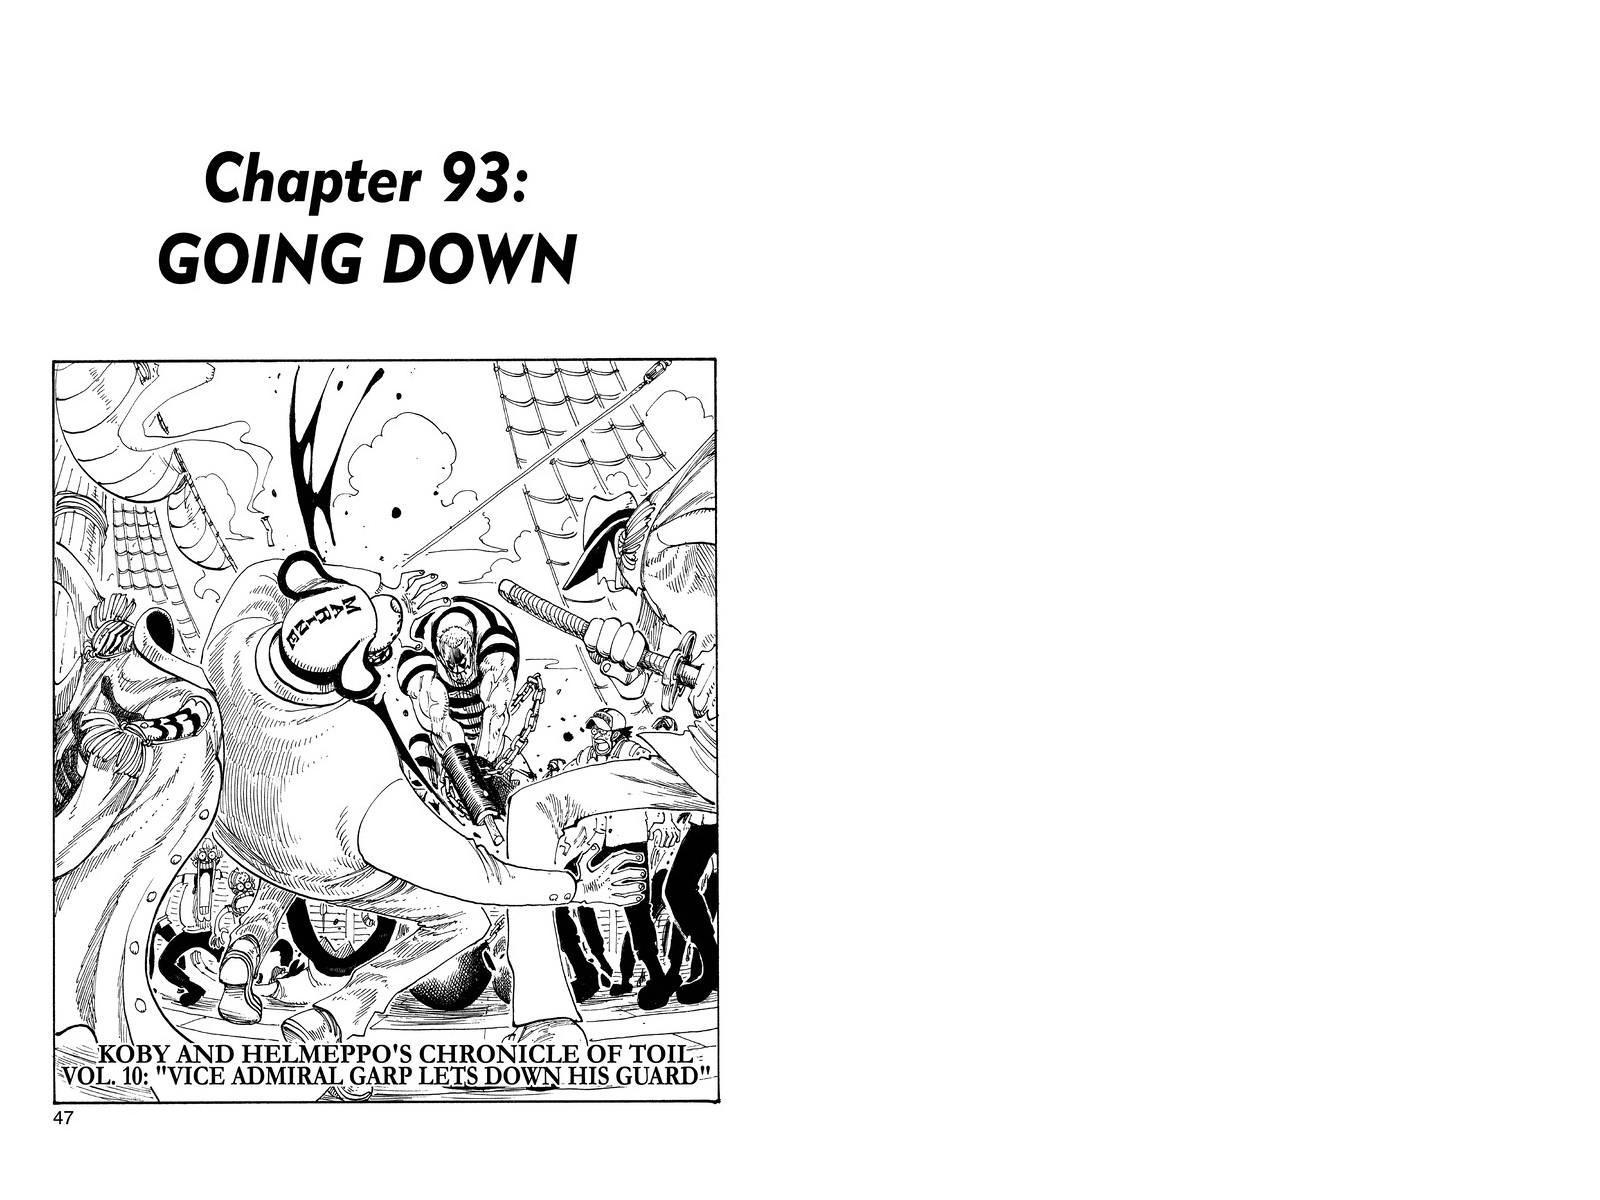 Chapter 93:
GOING DOWN
MARINE
KOBY AND HELMEPPO'S CHRONICLE OF TOIL
VOL. 10: "VICE ADMIRAL GARP LETS DOWN HIS GUARD"
47